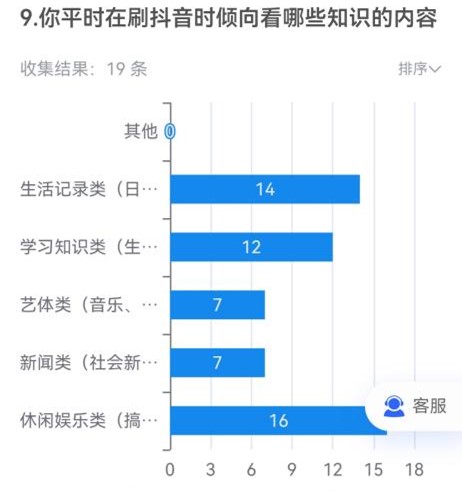 9.你平时在刷抖音时倾向看哪些知识的内容
收集结果：19 条
排序
其他 0
生活记录类（日… 14
学习知识类（生… 12
艺体类（音乐、… 7
新闻类（社会新… 7
休闲娱乐类（搞… 16
客服
0 3 6 9 12 15 18